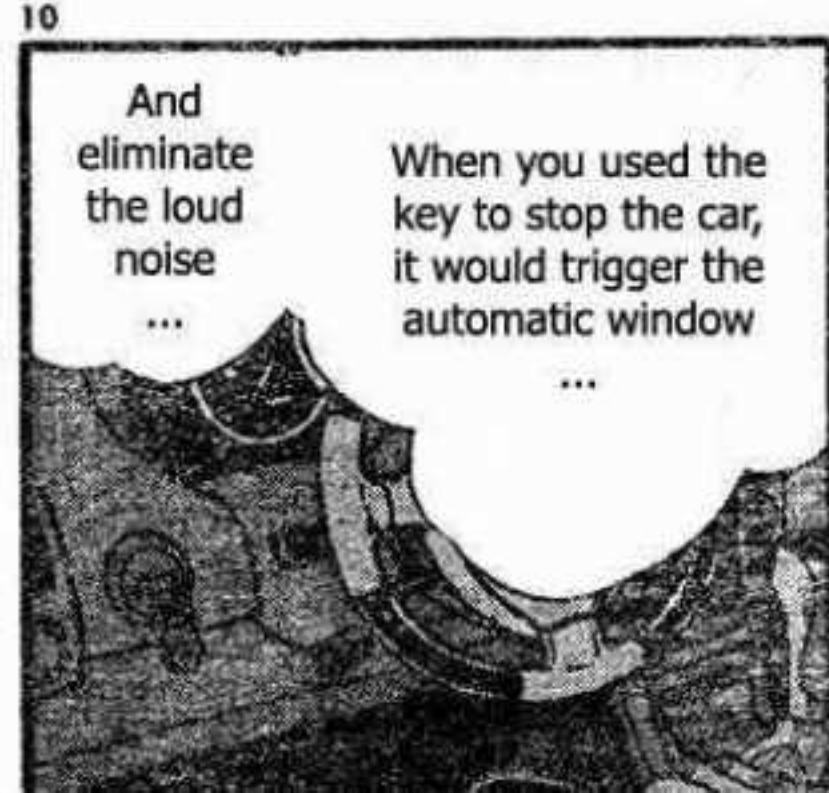 10
When you used the
key to stop the car,
it would trigger the
automatic window
...
And
eliminate
the loud
noise
...